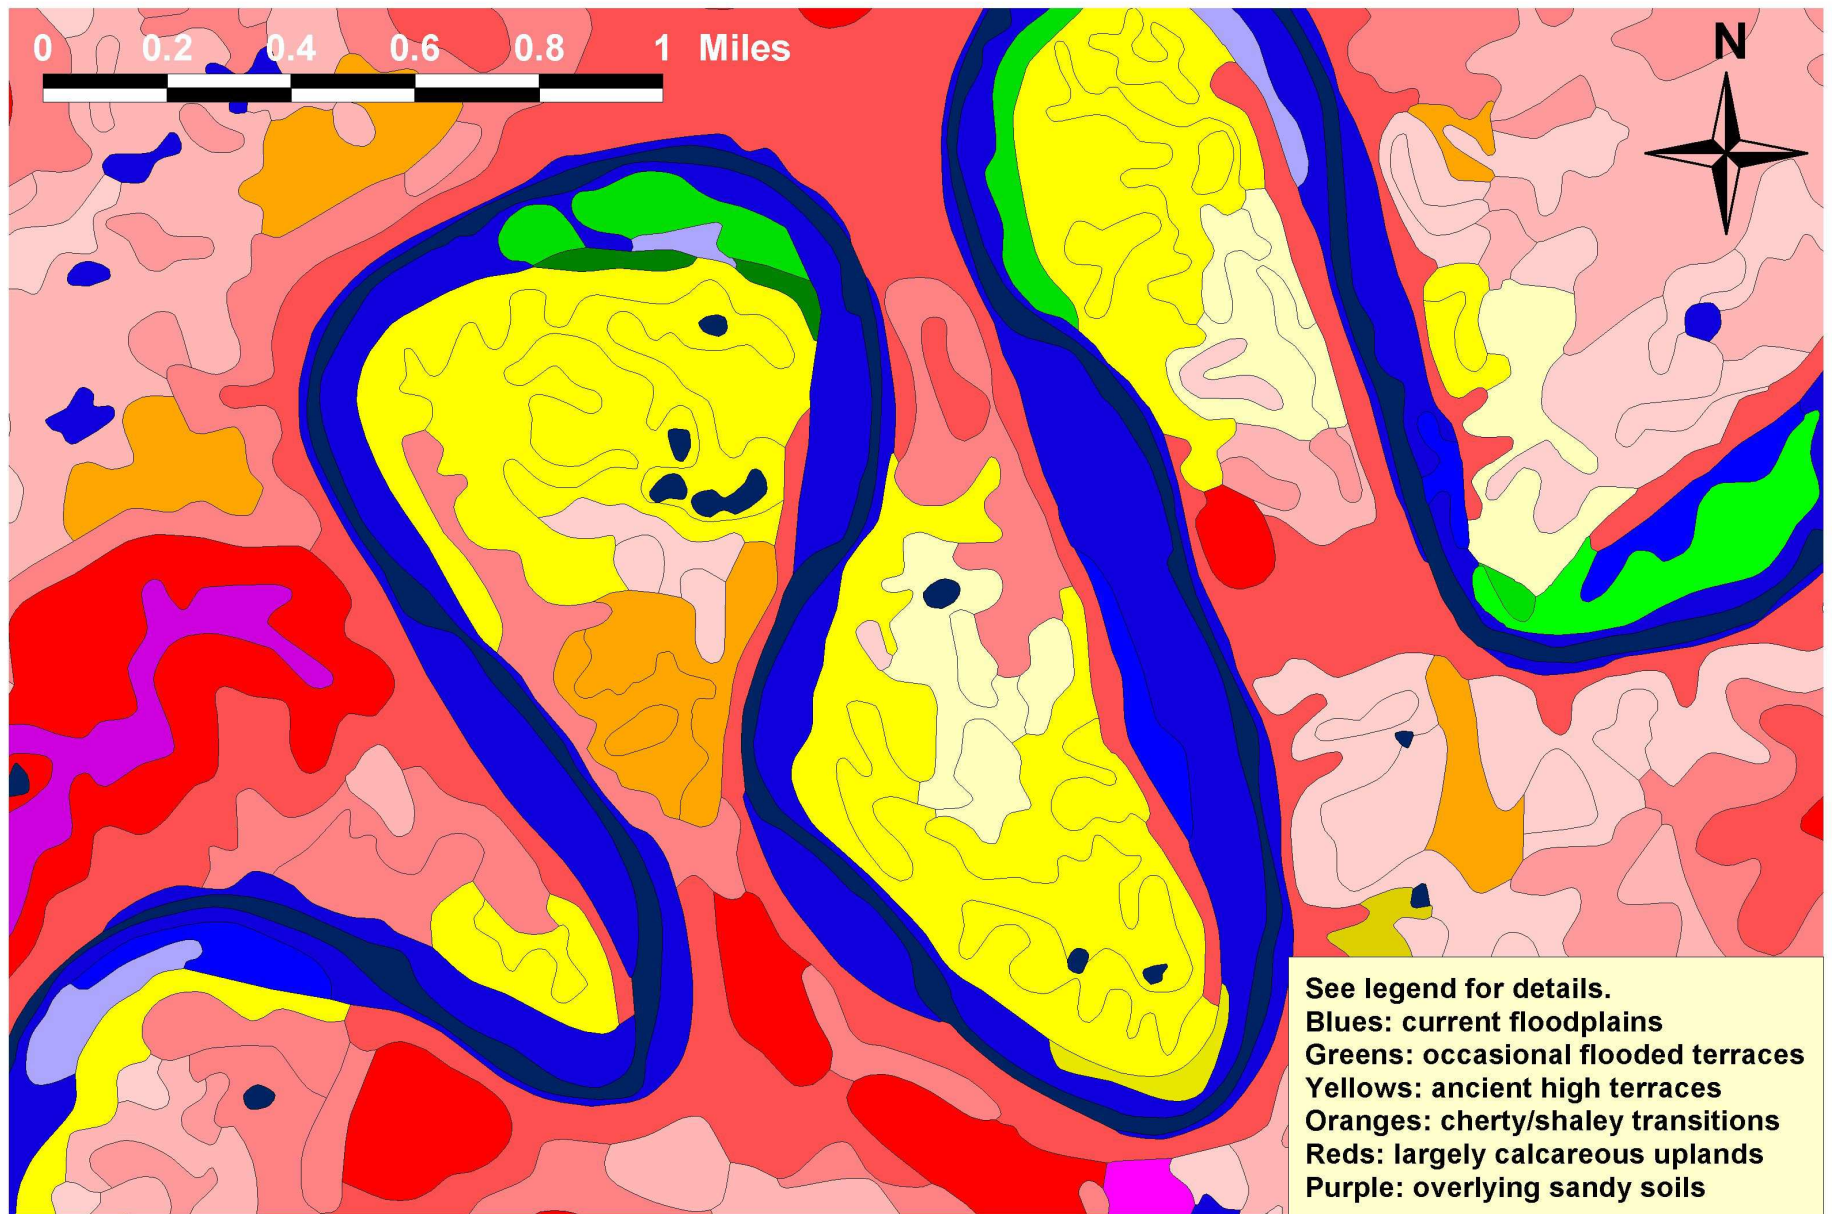 0 0.2 0.4 0.6 0.8 1 Miles
N
See legend for details.
Blues: current floodplains
Greens: occasional flooded terraces
Yellows: ancient high terraces
Oranges: cherty/shaley transitions
Reds: largely calcareous uplands
Purple: overlying sandy soils